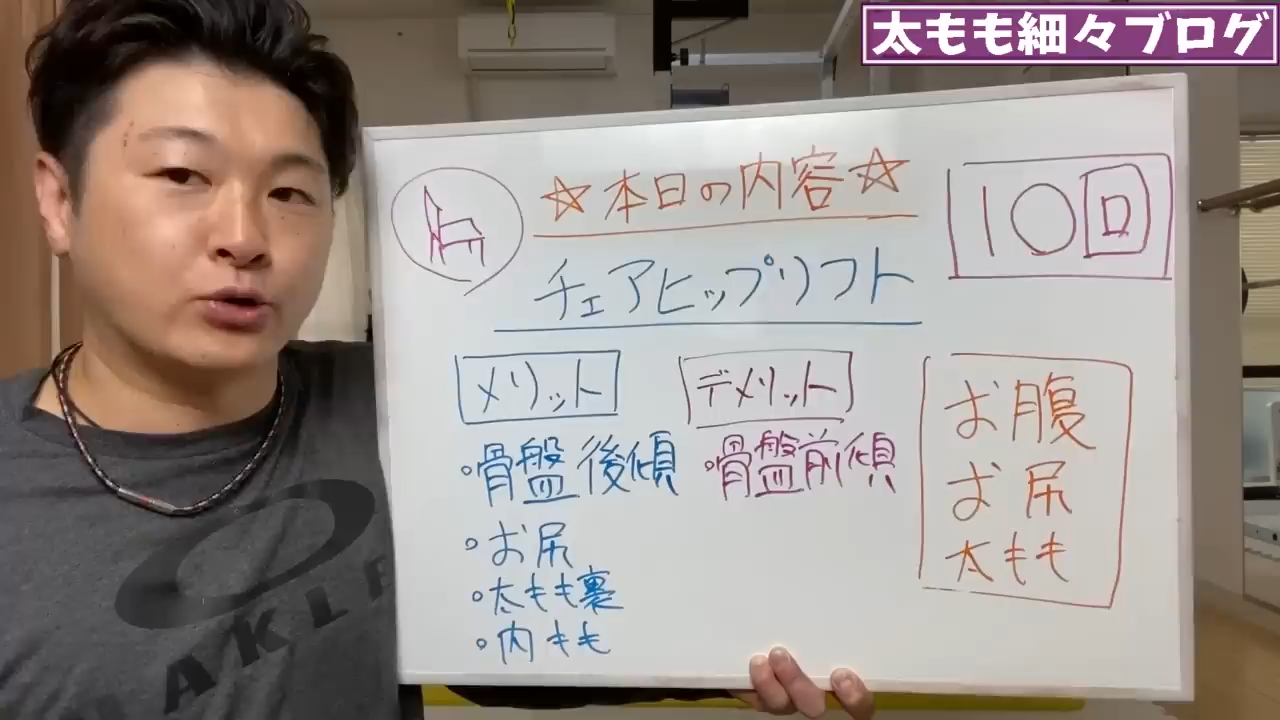 太もも細々ブログ
☆本日の内容☆
10回
チェアヒップリフト
メリット
・骨盤後傾
・お尻
・太もも裏
・内もも
デメリット
・骨盤前傾
お腹
お尻
太もも
OAKLE